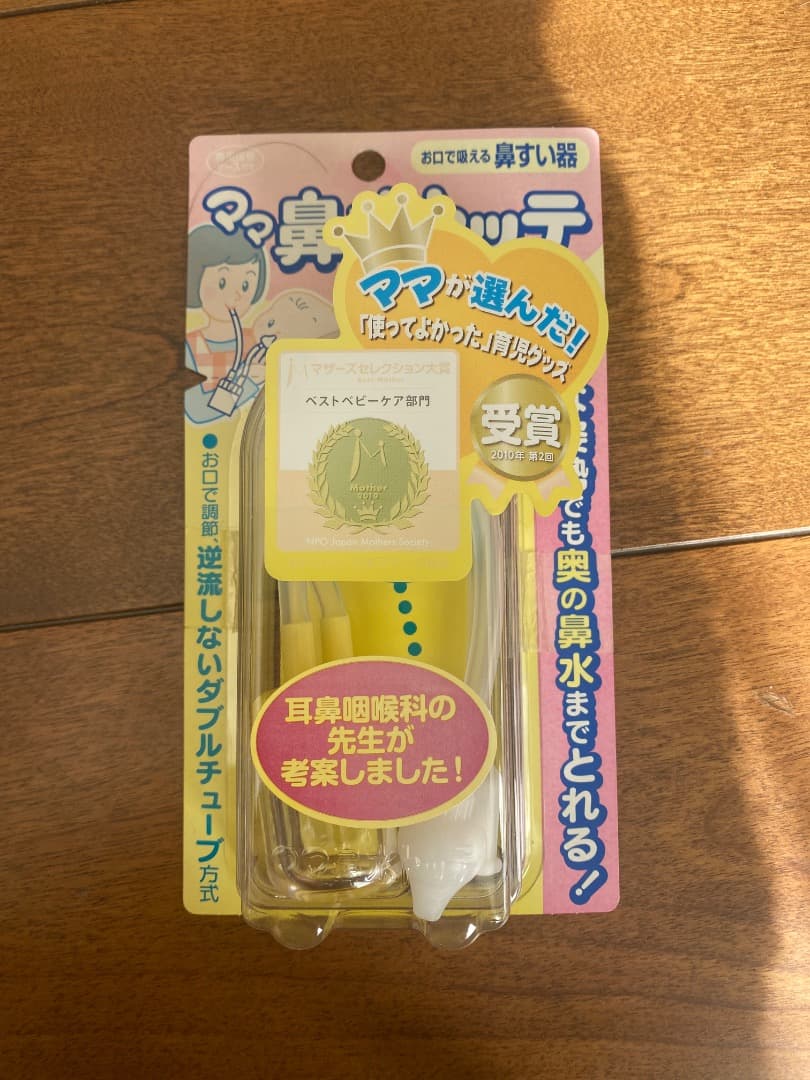 お口で吸える 鼻すい器
ママ鼻
ッテ
ママが選んだ!
「使ってよかった」育児グッズ
マザーズセレクション大賞
Best Mother
ベストベビーケア部門
Mother
2010
NPO Japan Mothers Society
受賞
2010年 第2回
●お口で調節、逆流しないダブルチューブ方式
でも奥の鼻水までとれる!
耳鼻咽喉科の
先生が
考案しました!